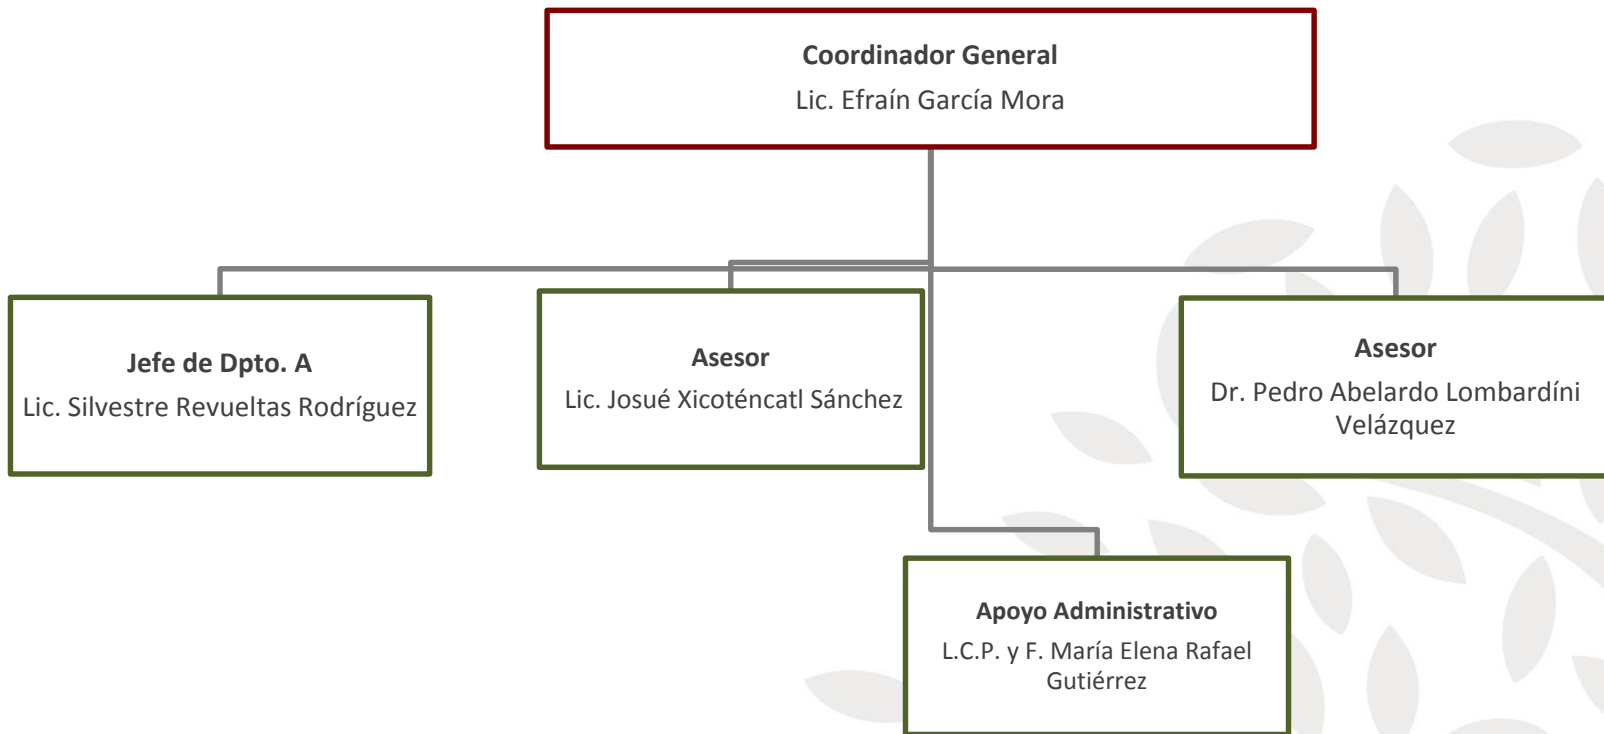 Coordinador General
Lic. Efraín García Mora
Jefe de Dpto. A
Lic. Silvestre Revueltas Rodríguez
Asesor
Lic. Josué Xicoténcatl Sánchez
Asesor
Dr. Pedro Abelardo Lombardíni
Velázquez
Apoyo Administrativo
L.C.P. y F. María Elena Rafael
Gutiérrez